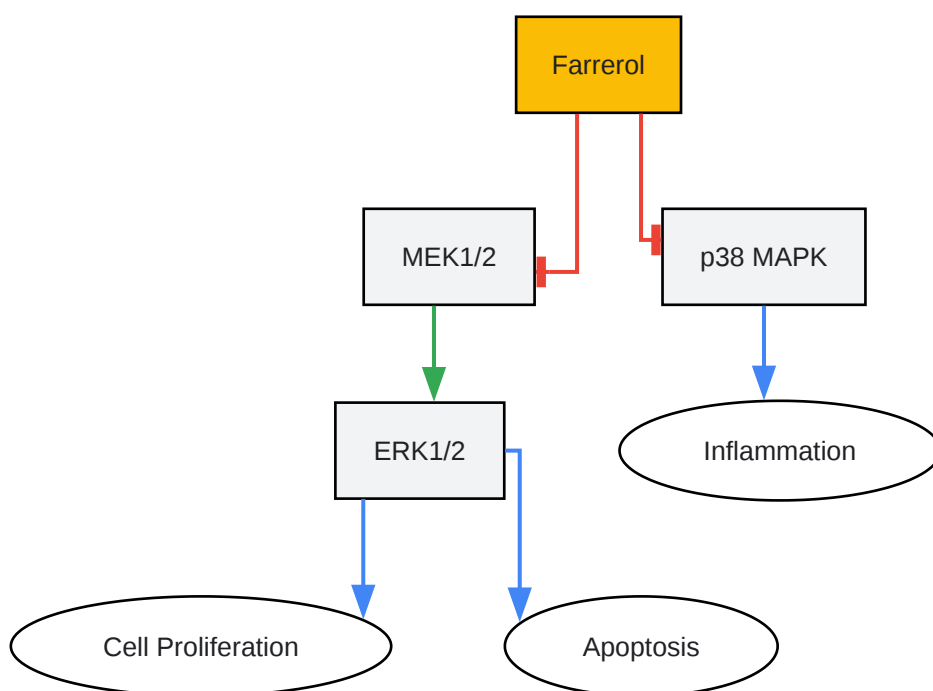 Farrerol
MEK1/2
p38 MAPK
ERK1/2
Inflammation
Cell Proliferation
Apoptosis